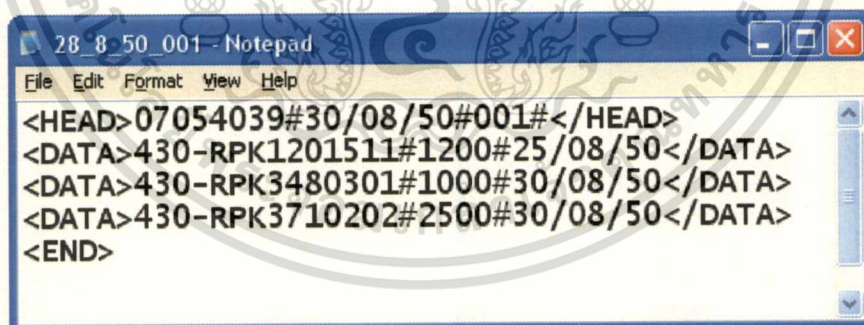 28_8_50_001 - Notepad
File Edit Format View Help
<HEAD>07054039#30/08/50#001#</HEAD>
<DATA>430-RPK1201511#1200#25/08/50</DATA>
<DATA>430-RPK3480301#1000#30/08/50</DATA>
<DATA>430-RPK3710202#2500#30/08/50</DATA>
<END>